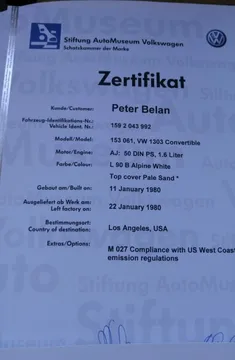 Stiftung AutoMuseum Volkswagen
Schatzkammer der Marke
Zertifikat
Kunde/Customer: Peter Belan
Fahrzeug-Identifikations-Nr.:
Vehicle Ident. No.: 159 2 043 992
Modell/Model: 153 061, VW 1303 Convertible
Motor/Engine: AJ: 50 DIN PS, 1.6 Liter
Farbe/Colour: L 90 B Alpine White
Top cover Pale Sand *
Gebaut am/Built on: 11 January 1980
Ausgeliefert ab Werk am:
Left factory on: 22 January 1980
Bestimmungsort:
Country of destination: Los Angeles, USA
Extras/Options: M 027 Compliance with US West Coast
emission regulations